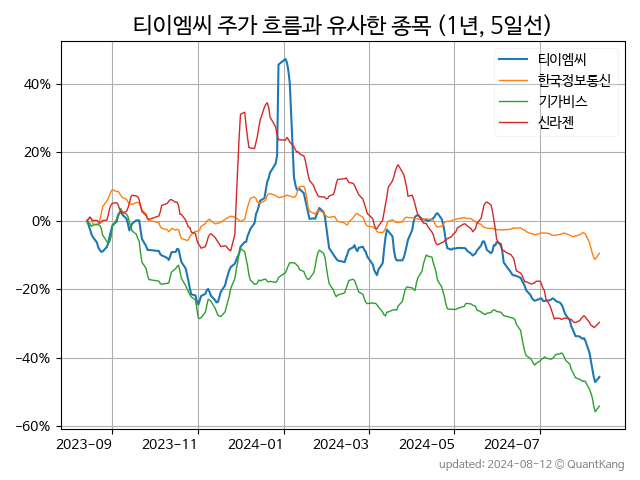 티이엠씨 주가 흐름과 유사한 종목 (1년, 5일선)
티이엠씨
한국정보통신
기가비스
신라젠
40%
20%
0%
−20%
−40%
−60%
2023-09 2023-11 2024-01 2024-03 2024-05 2024-07
updated: 2024-08-12 © QuantKang